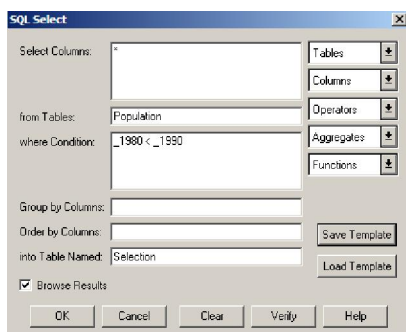 SQL Select
Select Columns: *
Tables
Columns
from Tables: Population
Operators
where Condition: _1980 < _1990
Aggregates
Functions
Group by Columns:
Order by Columns:
Save Template
into Table Named: Selection
Load Template
Browse Results
OK Cancel Clear Verify Help